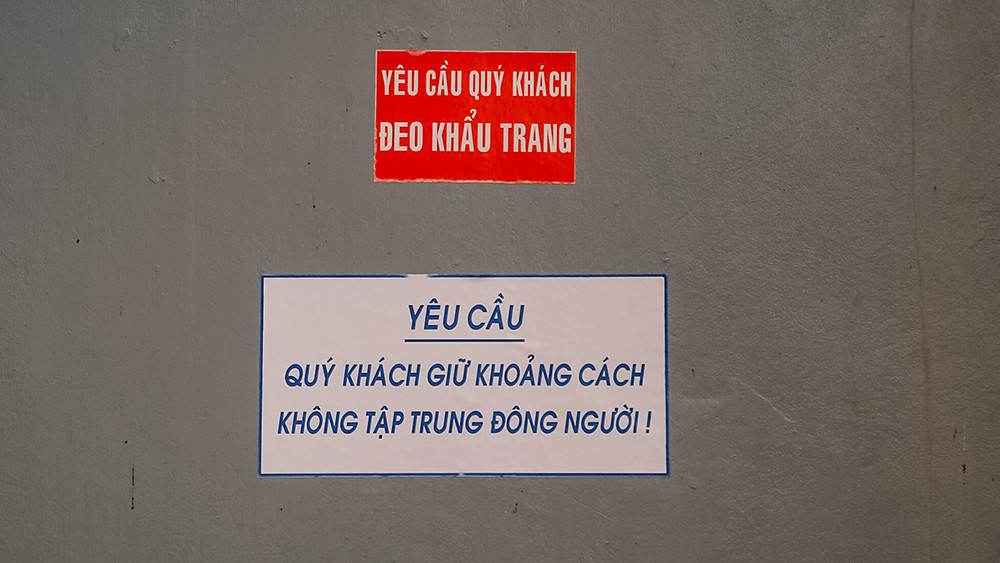 YÊU CẦU QUÝ KHÁCH
ĐEO KHẨU TRANG
YÊU CẦU
QUÝ KHÁCH GIỮ KHOẢNG CÁCH
KHÔNG TẬP TRUNG ĐÔNG NGƯỜI !